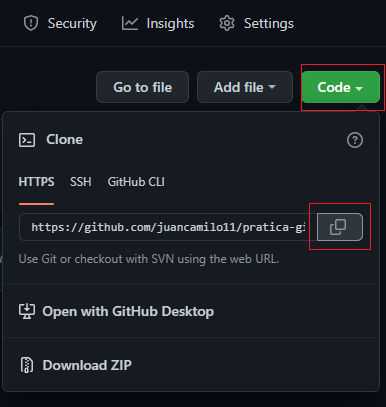 Security Insights Settings
Go to file Add file Code
Clone
HTTPS SSH GitHub CLI
https://github.com/juancamilo11/pratica-gi
Use Git or checkout with SVN using the web URL.
Open with GitHub Desktop
Download ZIP